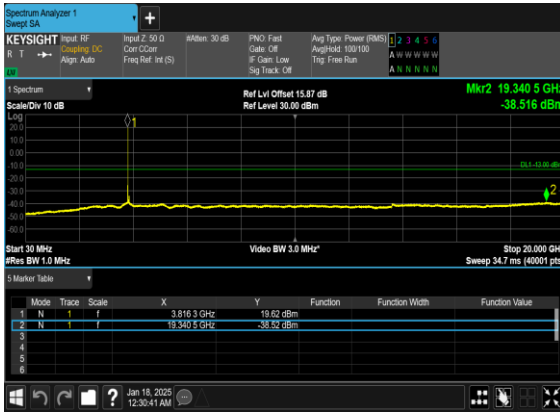 Spectrum Analyzer 1
Swept SA
KEYSIGHT Input: RF Input Z: 50 Ω #Atten: 30 dB PNO: Fast Avg Type: Power (RMS) 1 2 3 4 5 6
R T Coupling: DC Corr CCorr Gate: Off Avg|Hold: 100/100 A W W W W W
Align: Auto Freq Ref: Int (S) IF Gain: Low Trig: Free Run
LXI Sig Track: Off A N N N N N
1 Spectrum Ref Lvl Offset 15.87 dB Mkr2 19.340 5 GHz
Scale/Div 10 dB Ref Level 30.00 dBm -38.516 dBm
Log
20.0
10.0
0.00
-10.0
-20.0
-30.0
-40.0
-50.0
-60.0
1
DL1 -13.00 dBm
2
Start 30 MHz Video BW 3.0 MHz* Stop 20.000 GHz
#Res BW 1.0 MHz Sweep 34.7 ms (40001 pts)
5 Marker Table
Mode Trace Scale X Y Function Function Width Function Value
1 N 1 f 3.816 3 GHz 19.62 dBm
2 N 1 f 19.340 5 GHz -38.52 dBm
3
4
5
6
Jan 18, 2025
12:30:41 AM